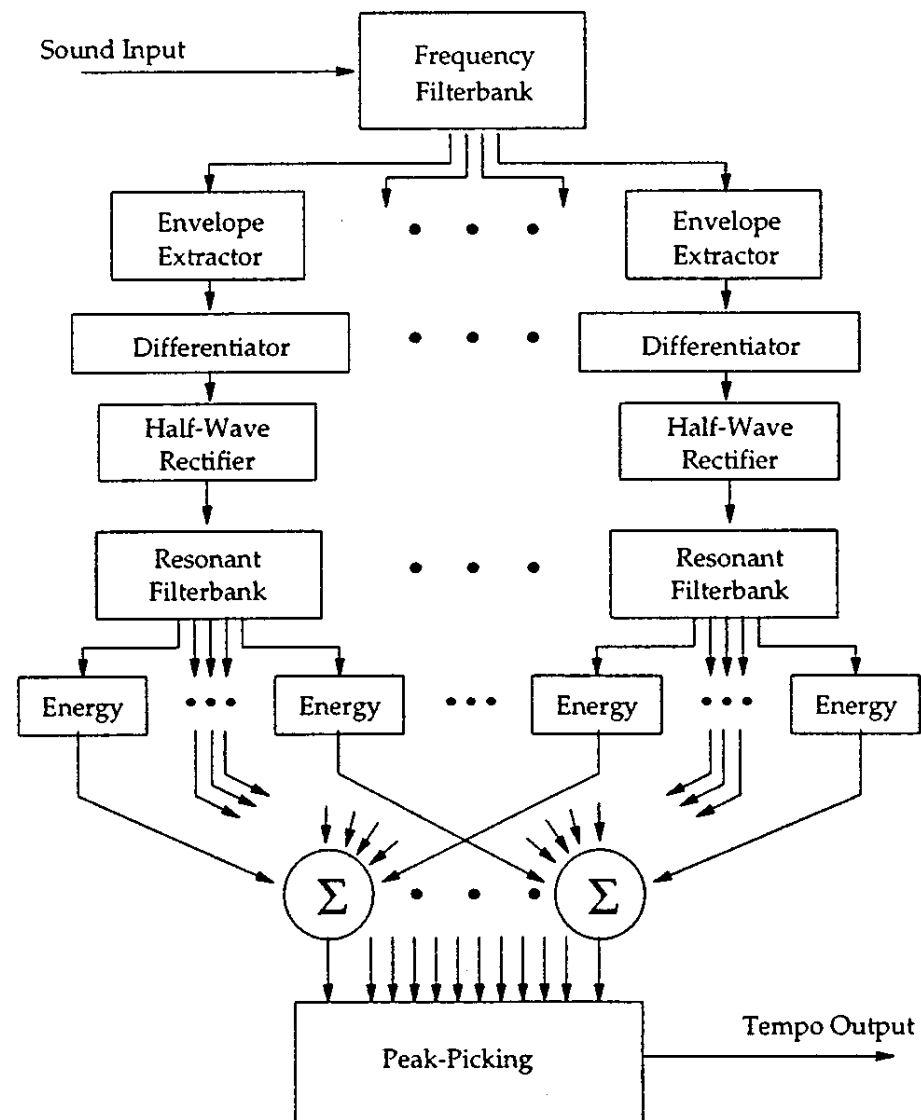 Sound Input
Frequency
Filterbank
Envelope
Extractor
Envelope
Extractor
Differentiator
Differentiator
Half-Wave
Rectifier
Half-Wave
Rectifier
Resonant
Filterbank
Resonant
Filterbank
Energy
Energy
Energy
Energy
Σ
Σ
Peak-Picking
Tempo Output